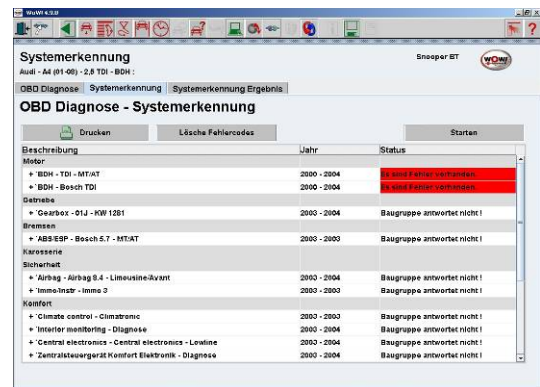 WoW! 4.9.0
Systemerkennung
Snooper BT
WOW!
Audi - A4 (01-08) - 2,5 TDI - BDH :
OBD Diagnose Systemerkennung Systemerkennung Ergebnis
OBD Diagnose - Systemerkennung
Drucken Lösche Fehlercodes Starten
Beschreibung Jahr Status
Motor
+ 'BDH - TDI - MT/AT 2000 - 2004 Es sind Fehler vorhanden.
+ 'BDH - Bosch TDI 2000 - 2004 Es sind Fehler vorhanden.
Getriebe
+ 'Gearbox - 01J - KW 1281 2003 - 2004 Baugruppe antwortet nicht !
Bremsen
+ 'ABS/ESP - Bosch 5.7 - MT/AT 2003 - 2003 Baugruppe antwortet nicht !
Karosserie
Sicherheit
+ 'Airbag - Airbag 8.4 - Limousine/Avant 2003 - 2004 Baugruppe antwortet nicht !
+ 'Immo/Instr - Immo 3 2003 - 2003 Baugruppe antwortet nicht !
Komfort
+ 'Climate control - Climatronic 2003 - 2004 Baugruppe antwortet nicht !
+ 'Interior monitoring - Diagnose 2000 - 2004 Baugruppe antwortet nicht !
+ 'Central electronics - Central electronics - Lowline 2003 - 2004 Baugruppe antwortet nicht !
+ 'Zentralsteuergerät Komfort Elektronik - Diagnose 2003 - 2004 Baugruppe antwortet nicht !